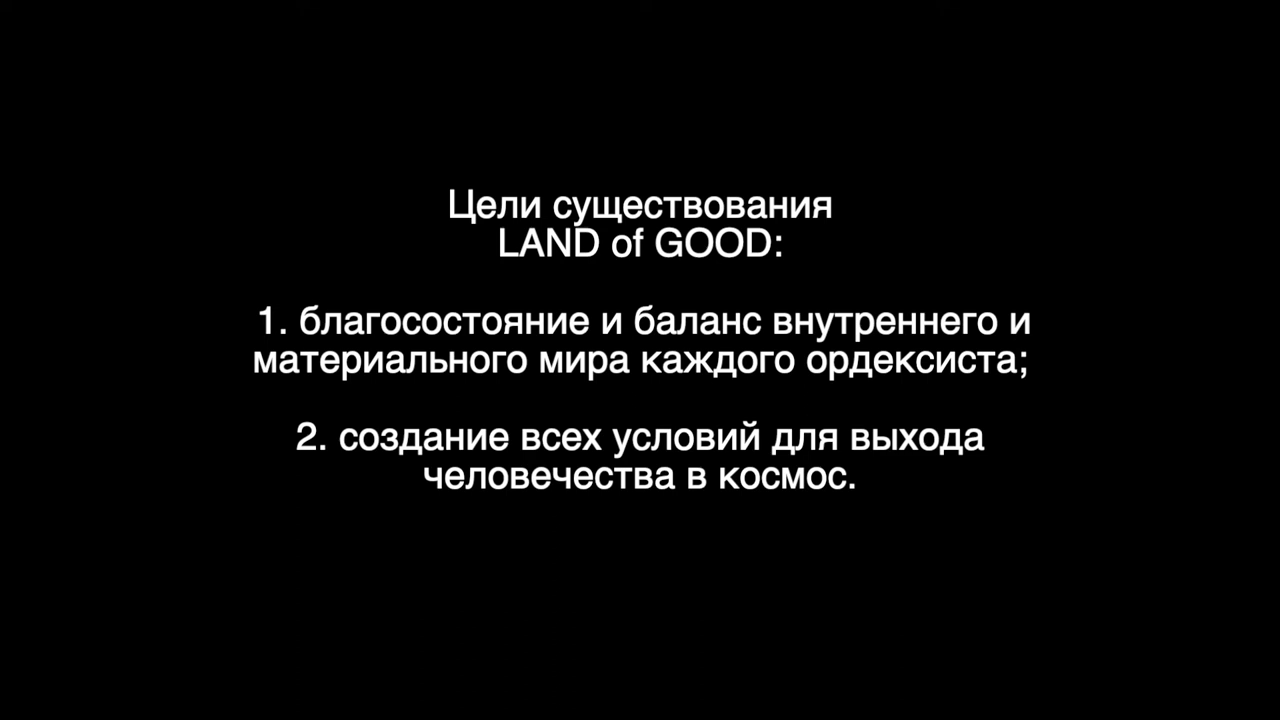 Цели существования
LAND of GOOD:
1. благосостояние и баланс внутреннего и
материального мира каждого ордексиста;
2. создание всех условий для выхода
человечества в космос.